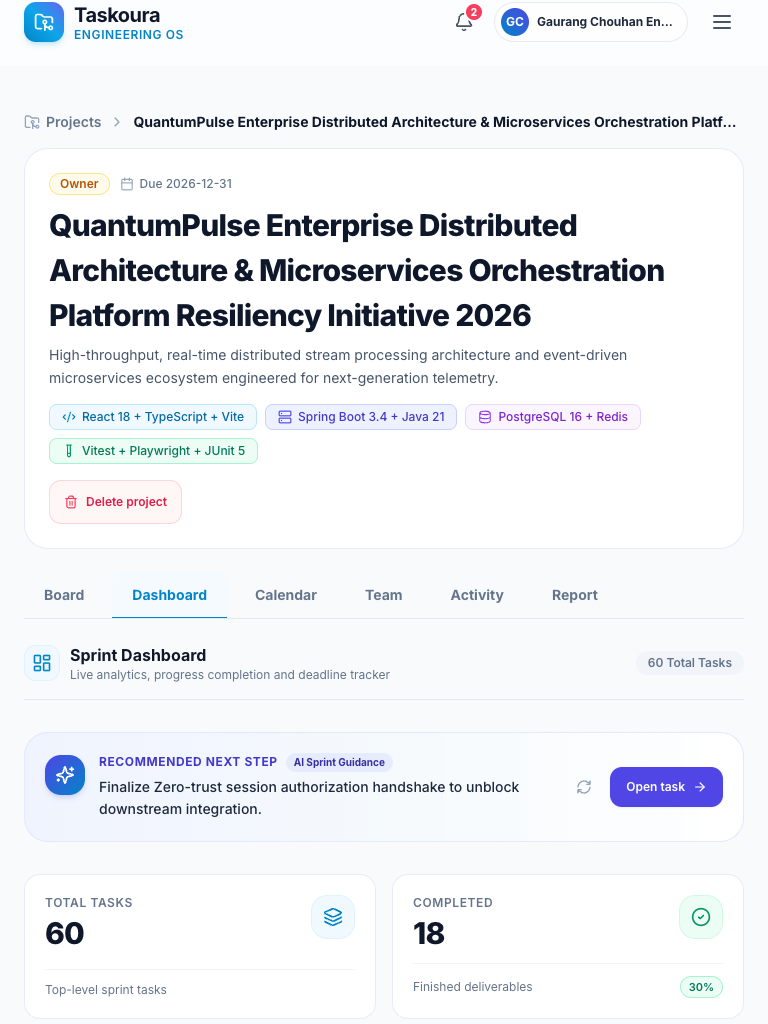 Taskoura
ENGINEERING OS
2
GC
Gaurang Chouhan En...
Projects
QuantumPulse Enterprise Distributed Architecture & Microservices Orchestration Platf...
Owner
Due 2026-12-31
QuantumPulse Enterprise Distributed
Architecture & Microservices Orchestration
Platform Resiliency Initiative 2026
High-throughput, real-time distributed stream processing architecture and event-driven
microservices ecosystem engineered for next-generation telemetry.
React 18 + TypeScript + Vite
Spring Boot 3.4 + Java 21
PostgreSQL 16 + Redis
Vitest + Playwright + JUnit 5
Delete project
Board
Dashboard
Calendar
Team
Activity
Report
Sprint Dashboard
Live analytics, progress completion and deadline tracker
60 Total Tasks
RECOMMENDED NEXT STEP
AI Sprint Guidance
Finalize Zero-trust session authorization handshake to unblock
downstream integration.
Open task
TOTAL TASKS
60
Top-level sprint tasks
COMPLETED
18
Finished deliverables
30%